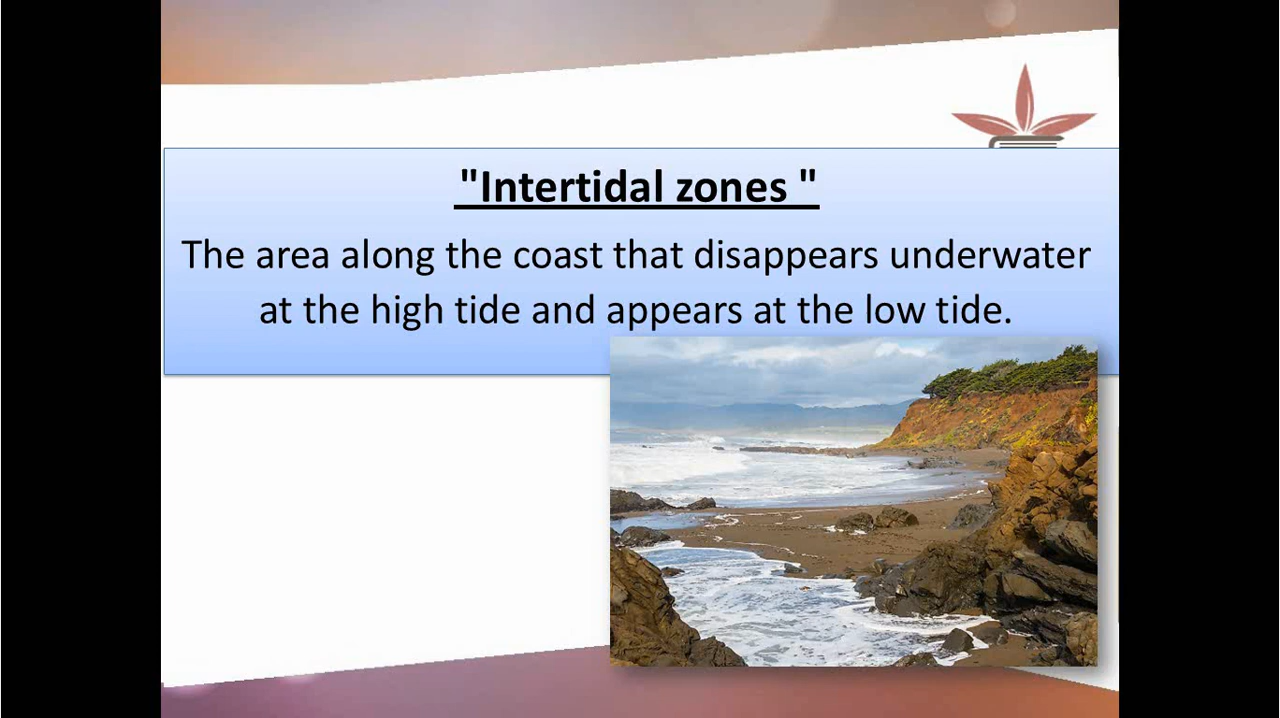 "Intertidal zones "
The area along the coast that disappears underwater
at the high tide and appears at the low tide.